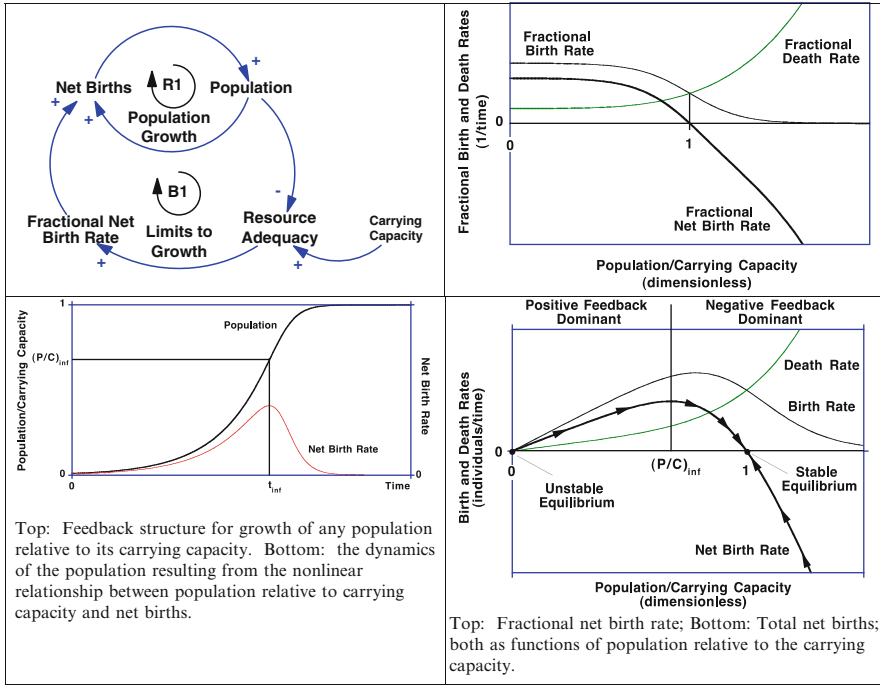 Net Births
+
R1
Population
Growth
+
Population
+
+
B1
Limits to
Growth
-
Fractional Net
Birth Rate
+
Resource
Adequacy
+
Carrying
Capacity
Fractional Birth and Death Rates
(1/time)
Fractional
Birth Rate
Fractional
Death Rate
0
0
1
Fractional
Net Birth Rate
Population/Carrying Capacity
(dimensionless)
Population/Carrying Capacity
1
(P/C)inf
0
Population
Net Birth Rate
Net Birth Rate
0
0
tinf
Time
Top: Feedback structure for growth of any population
relative to its carrying capacity. Bottom: the dynamics
of the population resulting from the nonlinear
relationship between population relative to carrying
capacity and net births.
Positive Feedback
Dominant
Negative Feedback
Dominant
Birth and Death Rates
(individuals/time)
Death Rate
Birth Rate
0
0
(P/C)inf
1
Unstable
Equilibrium
Stable
Equilibrium
Net Birth Rate
Population/Carrying Capacity
(dimensionless)
Top: Fractional net birth rate; Bottom: Total net births;
both as functions of population relative to the carrying
capacity.